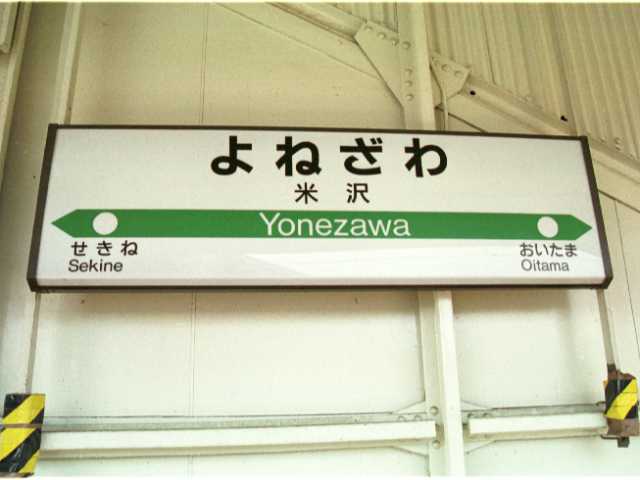 よねざわ
米沢
Yonezawa
せきね
Sekine
おいたま
Oitama